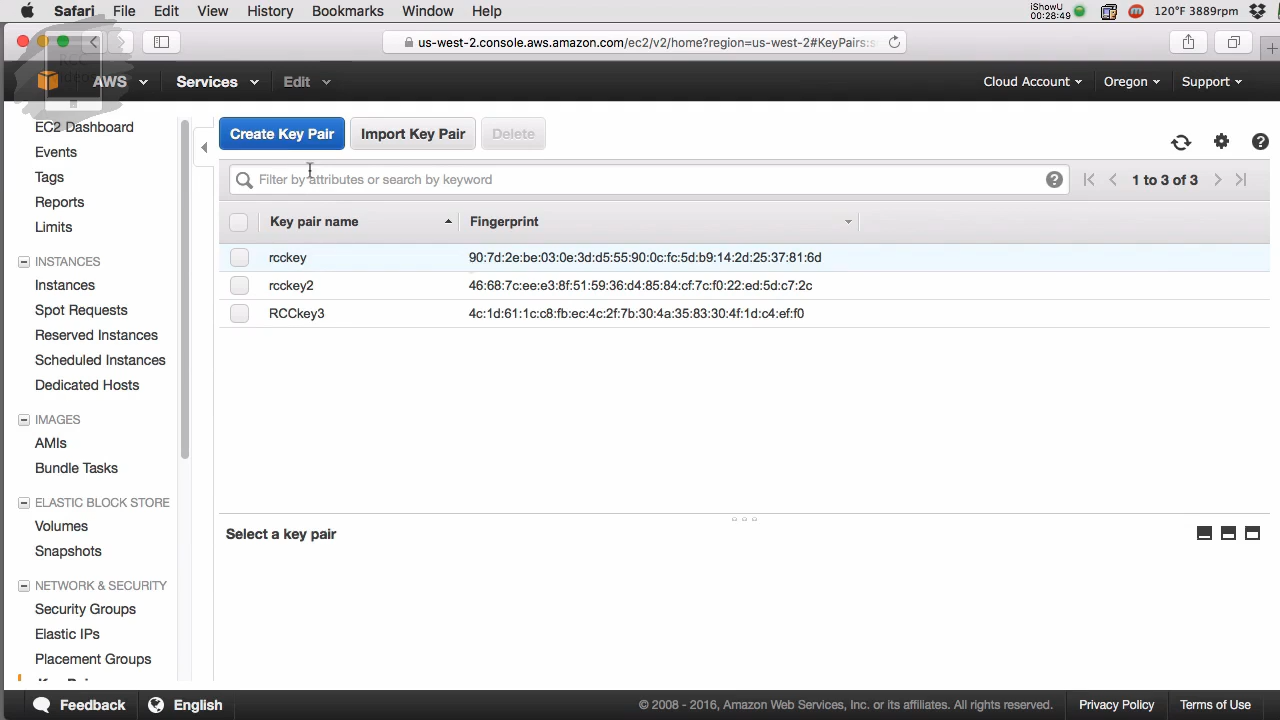 Safari File Edit View History Bookmarks Window Help
iShowU
00:28:49
120°F 3889rpm
us-west-2.console.aws.amazon.com/ec2/v2/home?region=us-west-2#KeyPairs:
RCC
AWS Services Edit Cloud Account Oregon Support
EC2 Dashboard
Events
Tags
Reports
Limits
INSTANCES
Instances
Spot Requests
Reserved Instances
Scheduled Instances
Dedicated Hosts
IMAGES
AMIs
Bundle Tasks
ELASTIC BLOCK STORE
Volumes
Snapshots
NETWORK & SECURITY
Security Groups
Elastic IPs
Placement Groups
Create Key Pair Import Key Pair Delete
Filter by attributes or search by keyword
1 to 3 of 3
Key pair name Fingerprint
rcckey 90:7d:2e:be:03:0e:3d:d5:55:90:0c:fc:5d:b9:14:2d:25:37:81:6d
rcckey2 46:68:7c:ee:e3:8f:51:59:36:d4:85:84:cf:7c:f0:22:ed:5d:c7:2c
RCCkey3 4c:1d:61:1c:c8:fb:ec:4c:2f:7b:30:4a:35:83:30:4f:1d:c4:ef:f0
Select a key pair
Feedback English © 2008 - 2016, Amazon Web Services, Inc. or its affiliates. All rights reserved. Privacy Policy Terms of Use